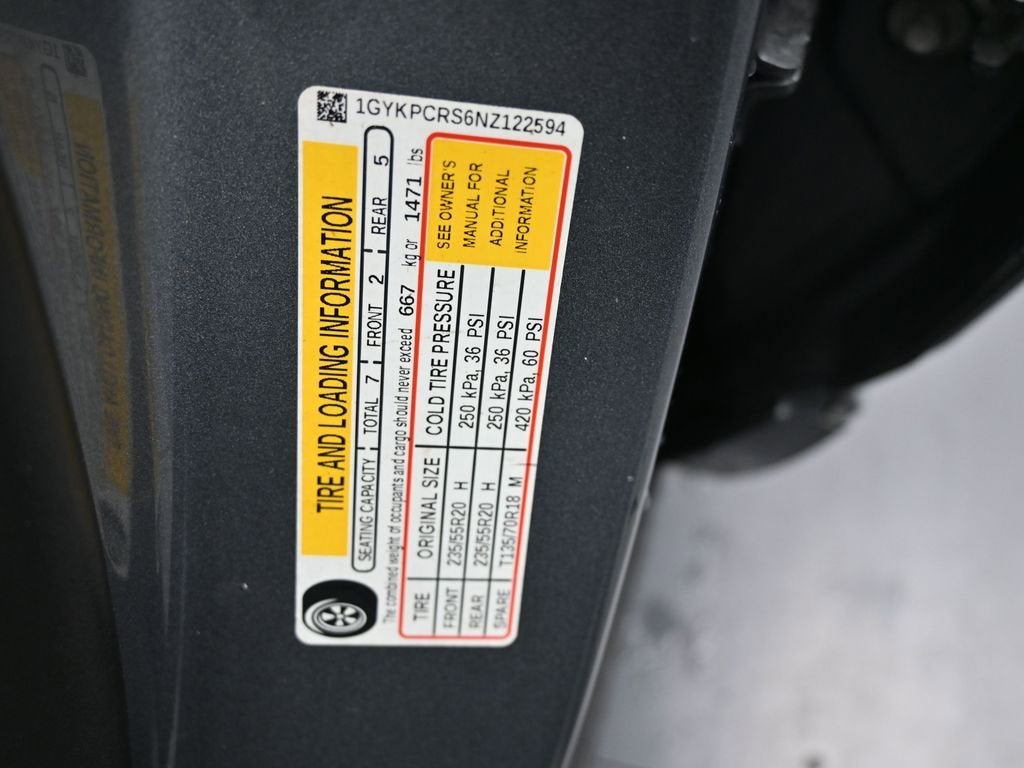 1GYKPCRS6NZ122594
TIRE AND LOADING INFORMATION
SEATING CAPACITY TOTAL 7 FRONT 2 REAR 5
The combined weight of occupants and cargo should never exceed 667 kg or 1471 lbs
TIRE ORIGINAL SIZE COLD TIRE PRESSURE
FRONT 235/55R20 H 250 kPa, 36 PSI
REAR 235/55R20 H 250 kPa, 36 PSI
SPARE T135/70R18 M 420 kPa, 60 PSI
SEE OWNER'S
MANUAL FOR
ADDITIONAL
INFORMATION